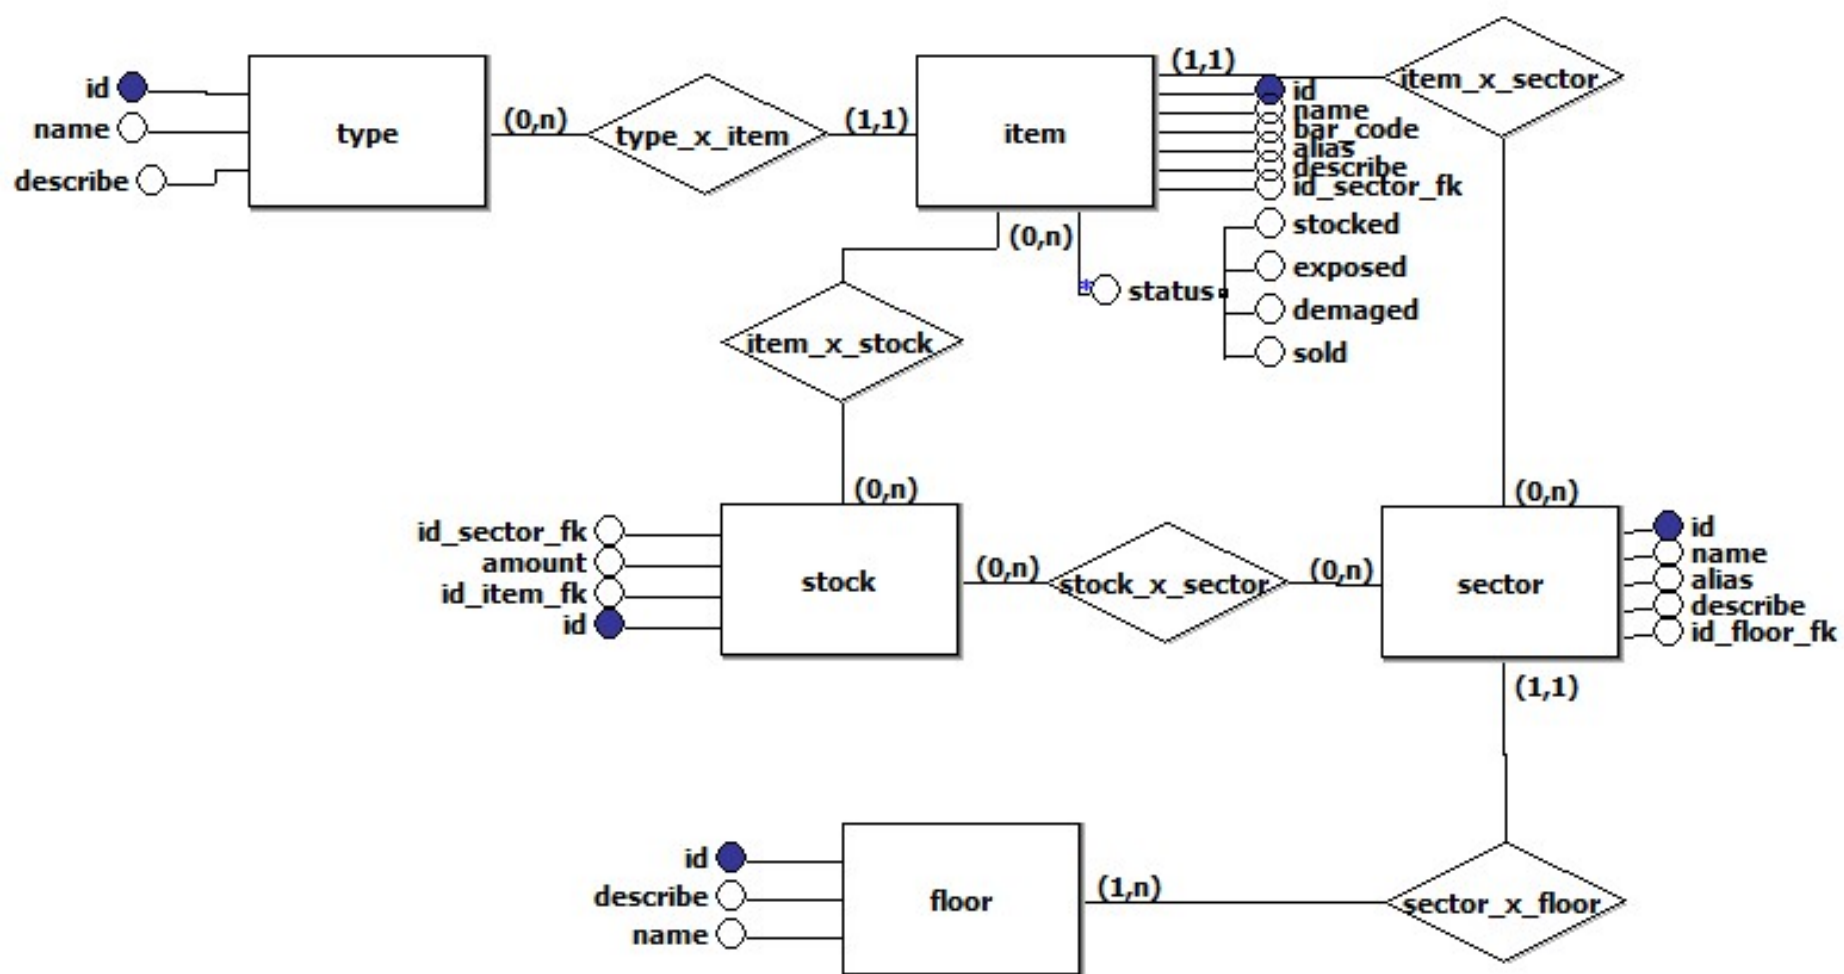 id
name
describe
type
(0,n)
type_x_item
(1,1)
item
(1,1)
id
name
bar_code
alias
describe
id_sector_fk
item_x_sector
(0,n)
*
status
stocked
exposed
demaged
sold
item_x_stock
(0,n)
id_sector_fk
amount
id_item_fk
id
stock
(0,n)
stock_x_sector
(0,n)
(0,n)
sector
id
name
alias
describe
id_floor_fk
(1,1)
id
describe
name
floor
(1,n)
sector_x_floor